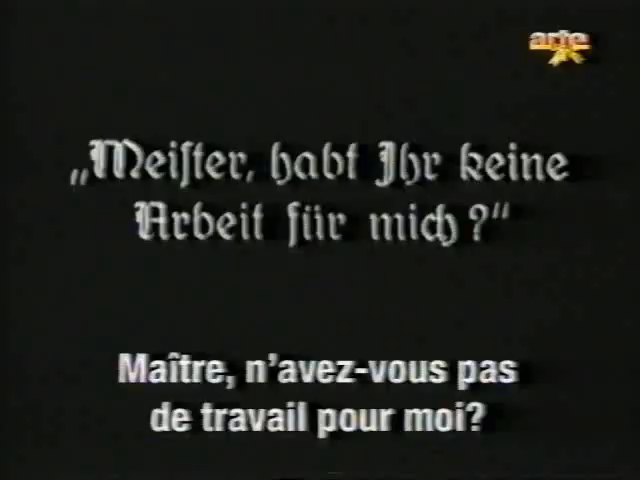 arte
„Meiſter, habt Ihr keine
Arbeit für mich?“
Maître, n'avez-vous pas
de travail pour moi?